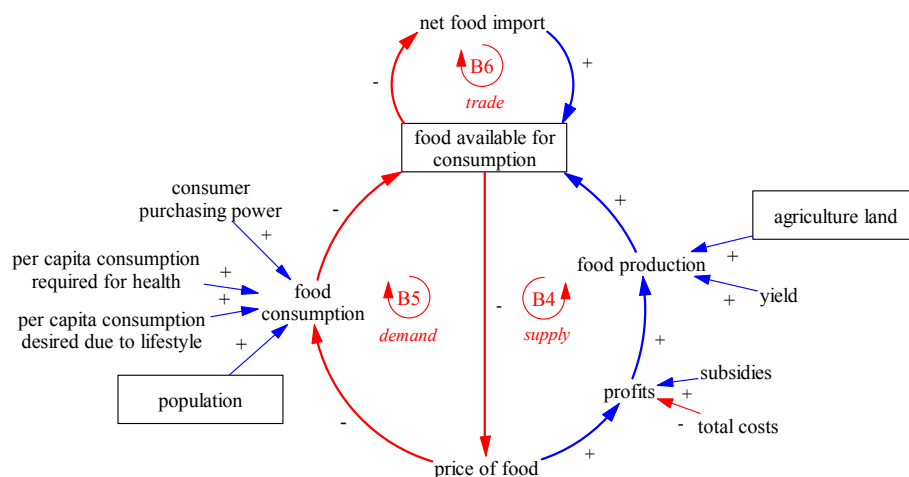 net food import
B6
trade
-
+
food available for
consumption
consumer
purchasing power
+
-
+
agriculture land
per capita consumption
required for health
+
food production
+
+
food
consumption
B5
demand
-
B4
supply
yield
+
per capita consumption
desired due to lifestyle
+
+
population
subsidies
profits
+
-
total costs
-
+
price of food